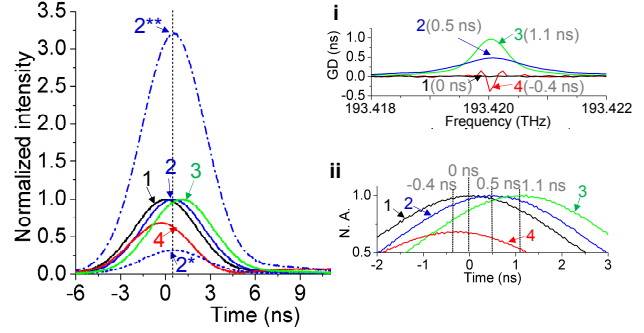 Normalized intensity
3.5
3.0
2.5
2.0
1.5
1.0
0.5
0.0
2**
1
2
3
4
2*
-6 -3 0 3 6 9
Time (ns)
i
GD (ns)
1.0
0.5
0.0
-0.5
2(0.5 ns)
3(1.1 ns)
1(0 ns)
4(-0.4 ns)
193.418 193.420 193.422
Frequency (THz)
ii
N. A.
1.0
0.5
0 ns
-0.4 ns
0.5 ns
1.1 ns
1
2
3
4
-2 -1 0 1 2 3
Time (ns)